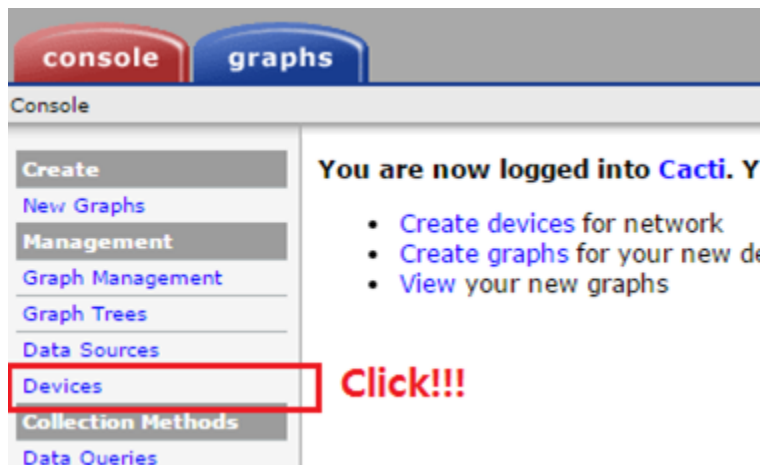 console graphs
Console
Create
New Graphs
Management
Graph Management
Graph Trees
Data Sources
Devices
Collection Methods
Data Queries
You are now logged into Cacti. Y
Create devices for network
Create graphs for your new de
View your new graphs
Click!!!